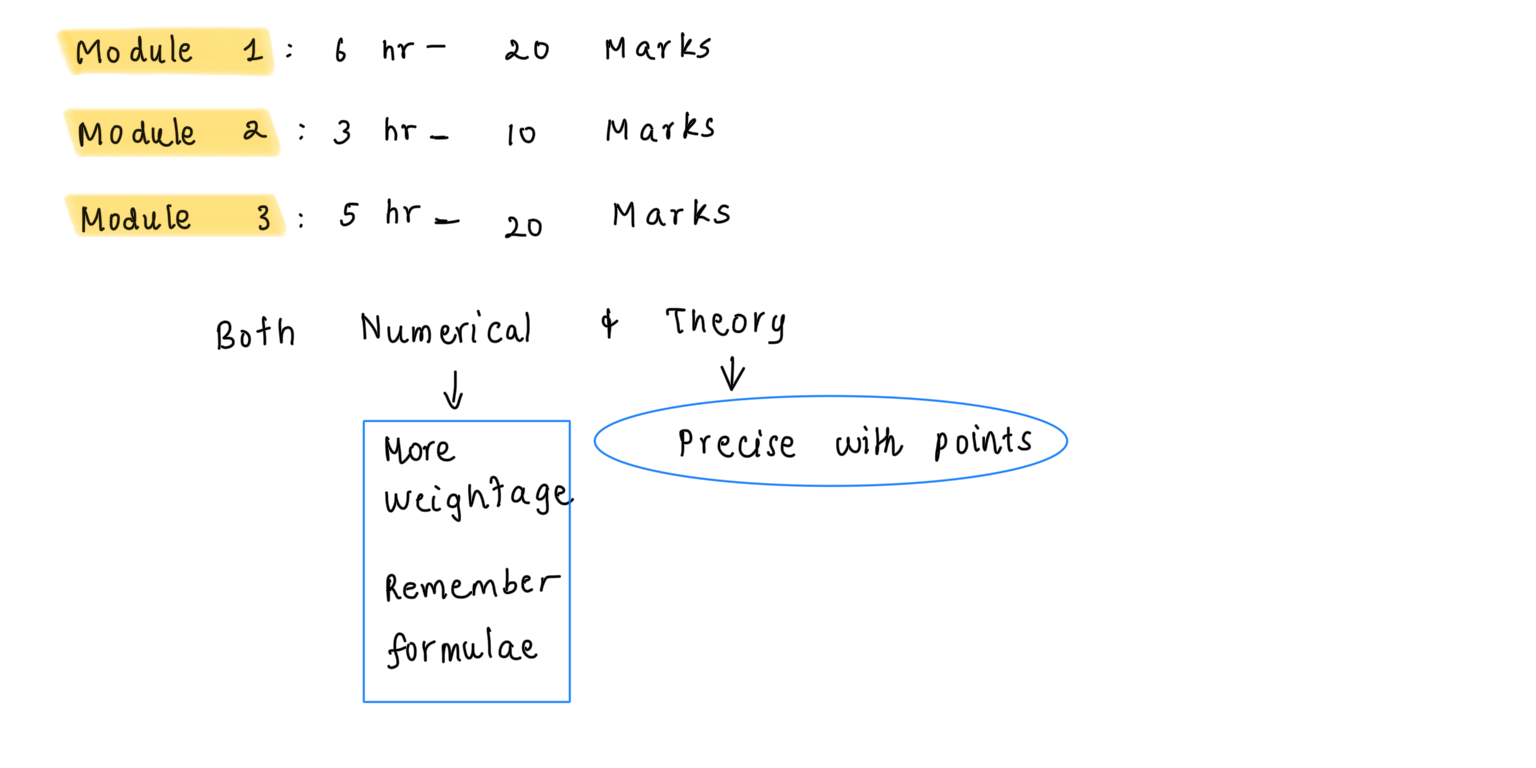 Module 1 : 6 hr - 20 Marks
Module 2 : 3 hr - 10 Marks
Module 3 : 5 hr - 20 Marks
Both Numerical & Theory
More
weightage
Remember
formulae
Precise with points